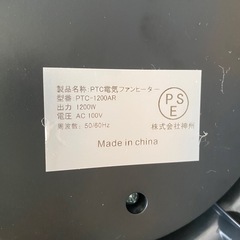 製品名称: PTC電気ファンヒーター
型番: PTC-1200AR
出力: 1200W
電圧: AC 100V
周波数: 50/60Hz
PSE
株式会社神州
Made in china